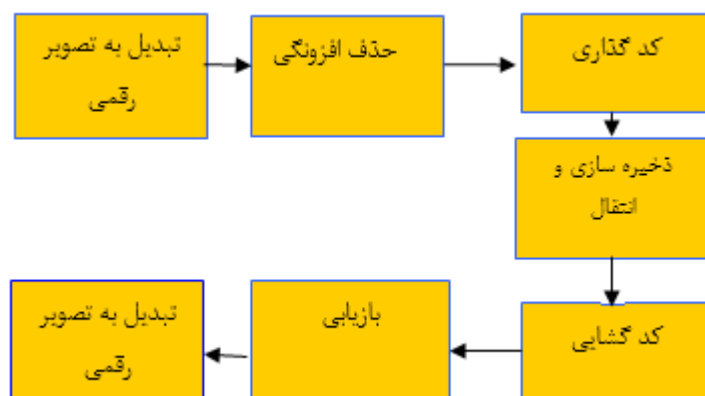 تبدیل به تصویر
رقمی
حذف افزونگی
کد گذاری
ذخیره سازی و
انتقال
کد گشایی
بازیابی
تبدیل به تصویر
رقمی